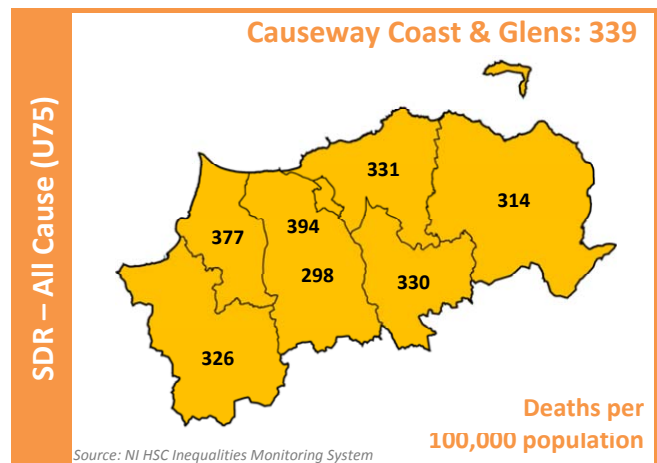 SDR – All Cause (U75)
Causeway Coast & Glens: 339
331
314
394
377
298
330
326
Deaths per
100,000 population
Source: NI HSC Inequalities Monitoring System